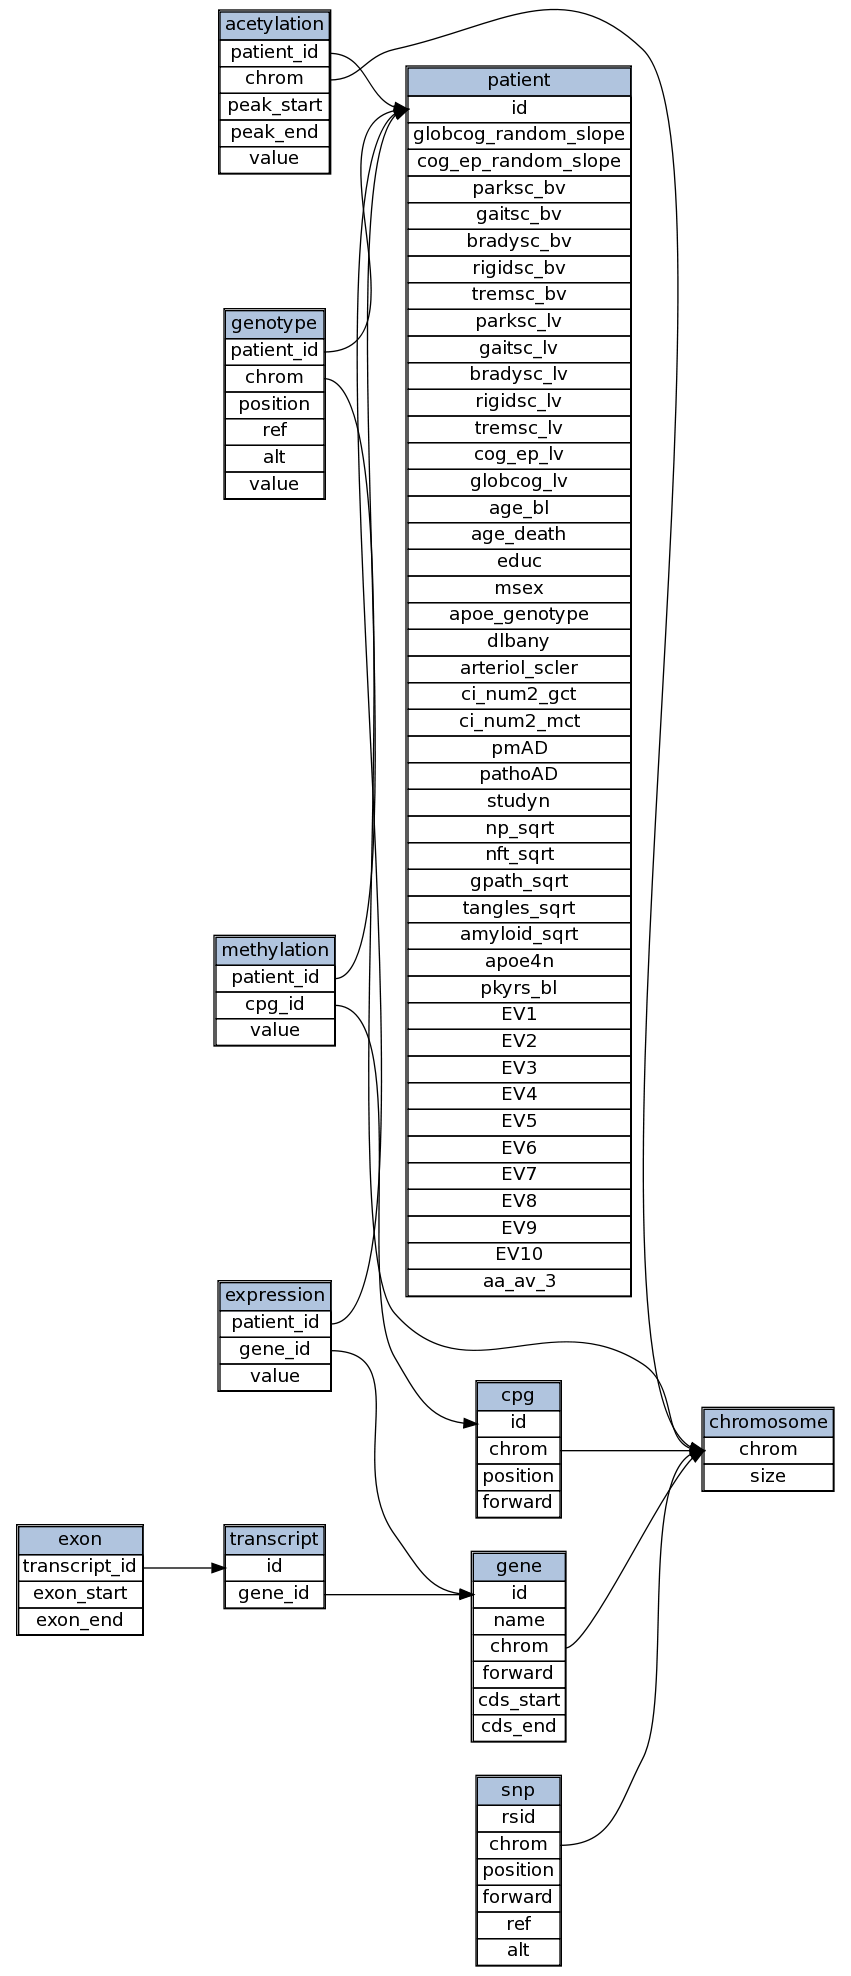 acetylation
patient_id
chrom
peak_start
peak_end
value
patient
id
globcog_random_slope
cog_ep_random_slope
parksc_bv
gaitsc_bv
bradysc_bv
rigidsc_bv
tremsc_bv
parksc_lv
gaitsc_lv
bradysc_lv
rigidsc_lv
tremsc_lv
cog_ep_lv
globcog_lv
age_bl
age_death
educ
msex
apoe_genotype
dlbany
arteriol_scler
ci_num2_gct
ci_num2_mct
pmAD
pathoAD
studyn
np_sqrt
nft_sqrt
gpath_sqrt
tangles_sqrt
amyloid_sqrt
apoe4n
pkyrs_bl
EV1
EV2
EV3
EV4
EV5
EV6
EV7
EV8
EV9
EV10
aa_av_3
genotype
patient_id
chrom
position
ref
alt
value
methylation
patient_id
cpg_id
value
expression
patient_id
gene_id
value
cpg
id
chrom
position
forward
chromosome
chrom
size
exon
transcript_id
exon_start
exon_end
transcript
id
gene_id
gene
id
name
chrom
forward
cds_start
cds_end
snp
rsid
chrom
position
forward
ref
alt